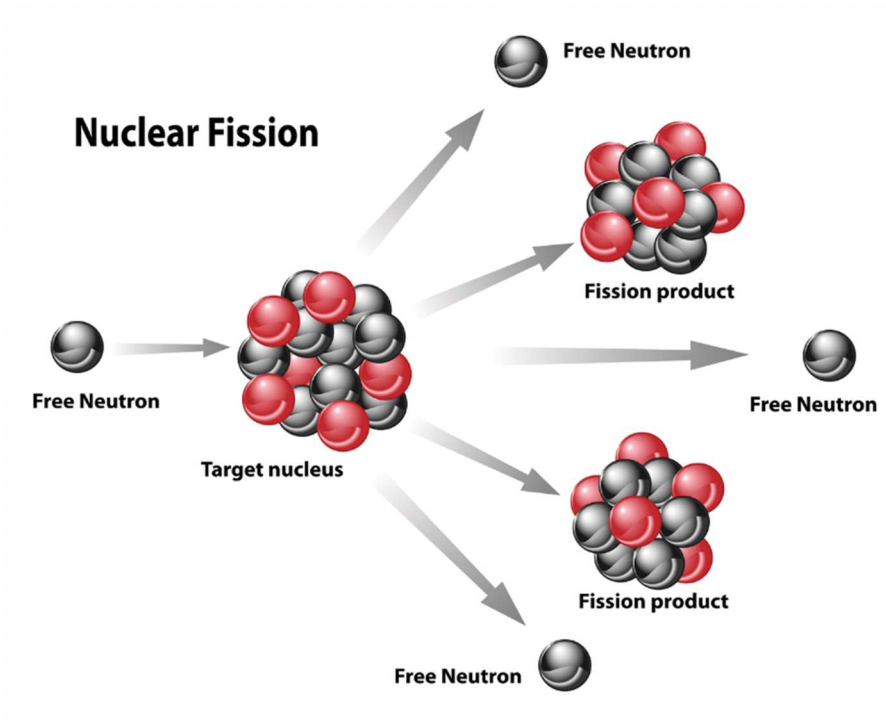 Free Neutron
Nuclear Fission
Fission product
Free Neutron
Free Neutron
Target nucleus
Fission product
Free Neutron